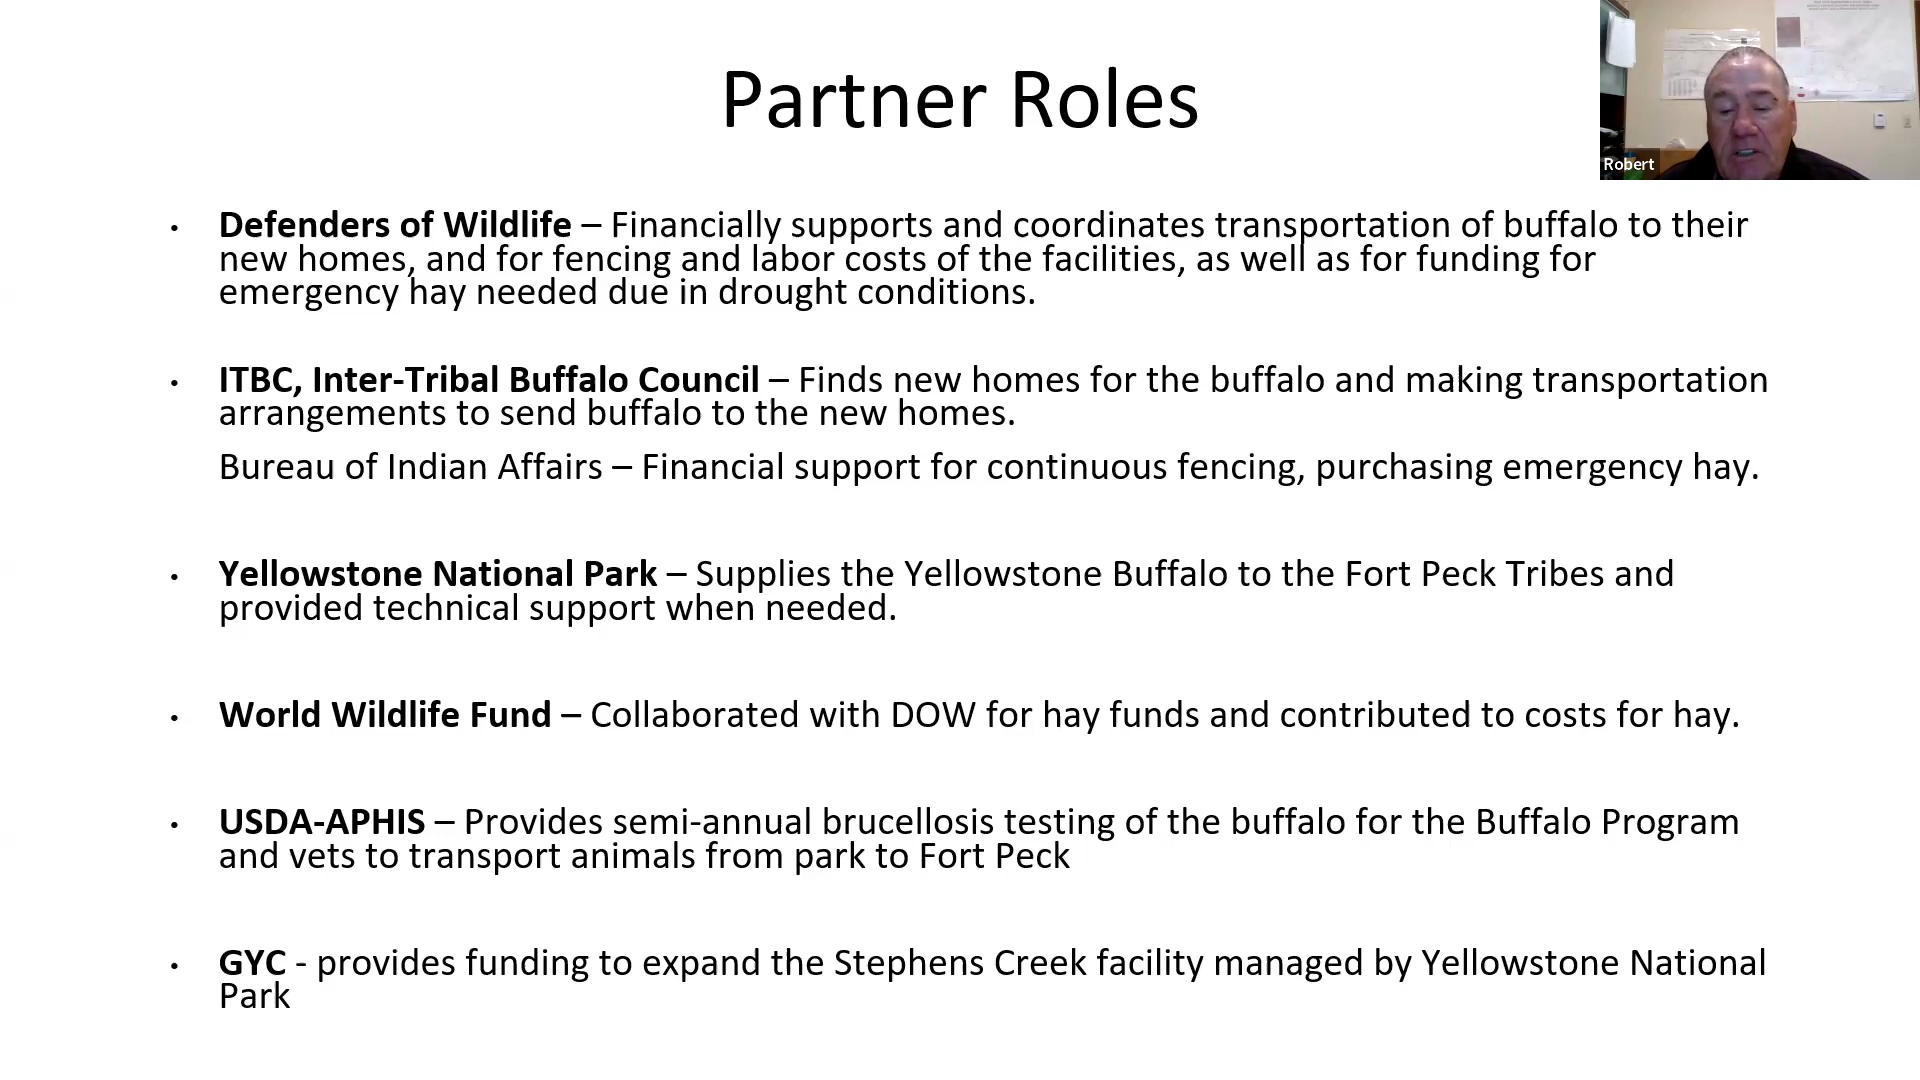 Partner Roles
Robert
• Defenders of Wildlife – Financially supports and coordinates transportation of buffalo to their
new homes, and for fencing and labor costs of the facilities, as well as for funding for
emergency hay needed due in drought conditions.
• ITBC, Inter-Tribal Buffalo Council – Finds new homes for the buffalo and making transportation
arrangements to send buffalo to the new homes.
Bureau of Indian Affairs – Financial support for continuous fencing, purchasing emergency hay.
• Yellowstone National Park – Supplies the Yellowstone Buffalo to the Fort Peck Tribes and
provided technical support when needed.
• World Wildlife Fund – Collaborated with DOW for hay funds and contributed to costs for hay.
• USDA-APHIS – Provides semi-annual brucellosis testing of the buffalo for the Buffalo Program
and vets to transport animals from park to Fort Peck
• GYC - provides funding to expand the Stephens Creek facility managed by Yellowstone National
Park